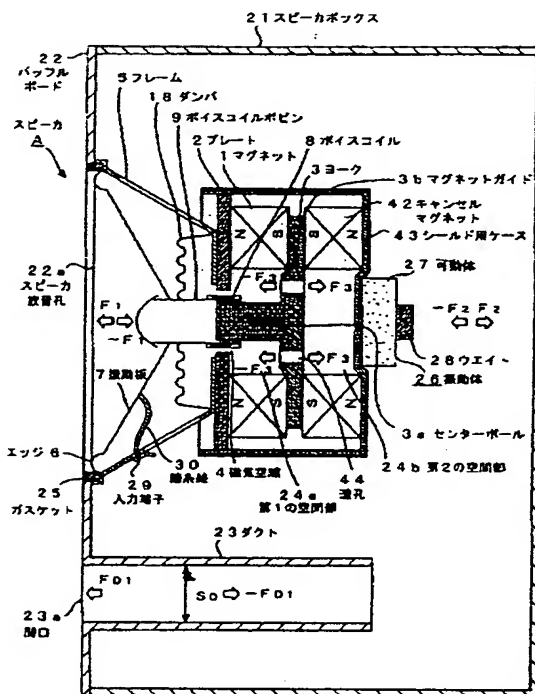 21スピーカボックス
22
バッフル
ボード
5フレーム
18ダンパ
9ボイスコイルボビン
2プレート
8ボイスコイル
1マグネット
3ヨーク
3bマグネットガイド
42キャンセル
マグネット
43シールド用ケース
スピーカ
A
27可動体
22a
スピーカ
放音孔
F1
-F1
-F3
F3
-F2 F2
N
S
S
N
28ウエイト
26振動体
7振動板
F3
N
S
S
N
3aセンターポール
エッジ6
24b第2の空間部
30
錦糸線
4磁気空隙
44
透孔
25
ガスケット
29
入力端子
24a
第1の空間部
23ダクト
FD1
SD
-FD1
23a
開口